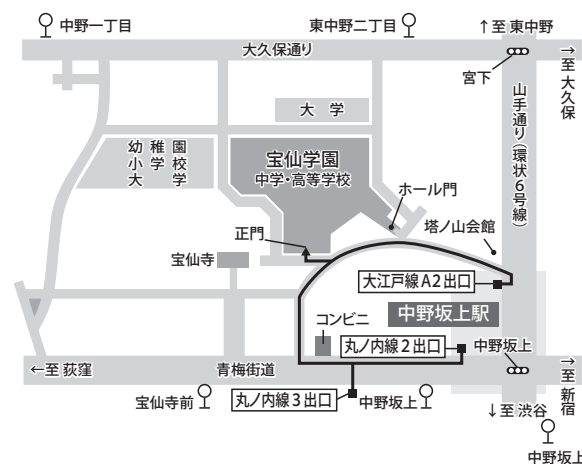 中野一丁目
東中野二丁目
↑至 東中野
大久保通り
→至 大久保
宮下
山手通り(環状6号線)
大 学
幼 稚 園
小 学 校
大 学
宝仙学園
中学・高等学校
ホール門
塔ノ山会館
正門
宝仙寺
大江戸線A2出口
中野坂上駅
コンビニ
丸ノ内線2出口
中野坂上
←至 荻窪
青梅街道
→至 新宿
宝仙寺前
丸ノ内線3出口
中野坂上
↓至 渋谷
中野坂上